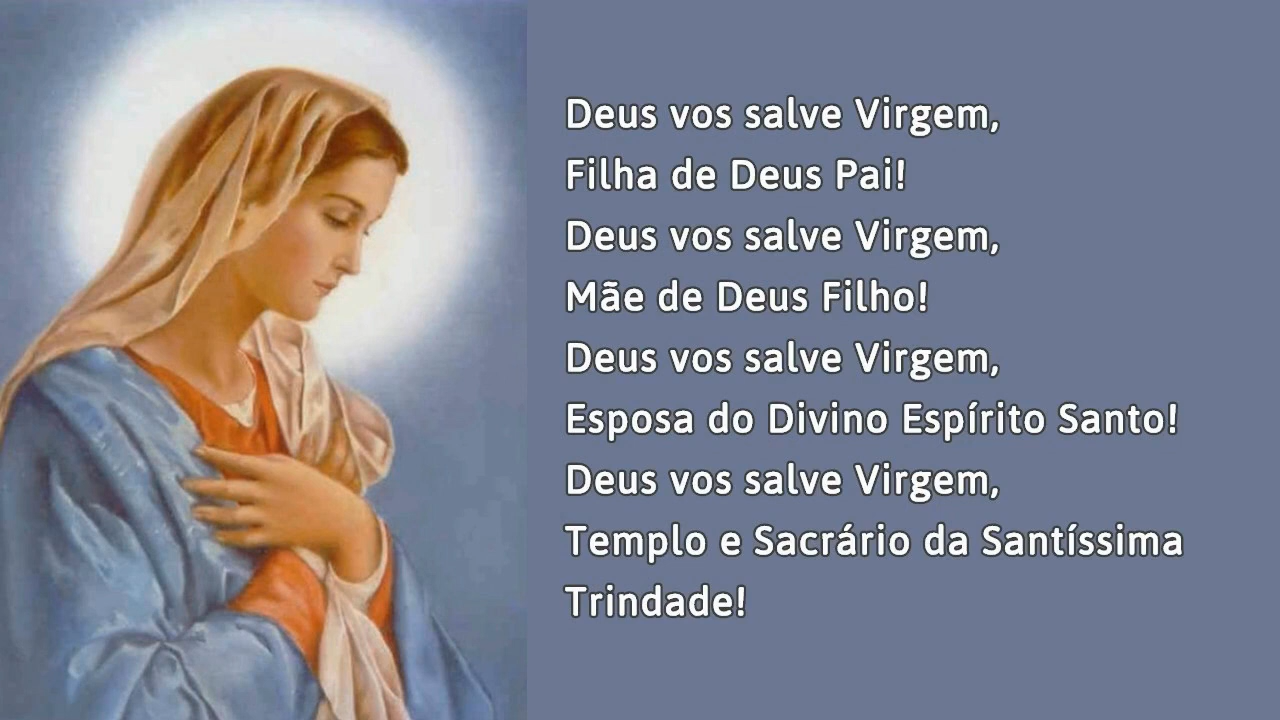 Deus vos salve Virgem,
Filha de Deus Pai!
Deus vos salve Virgem,
Mãe de Deus Filho!
Deus vos salve Virgem,
Esposa do Divino Espírito Santo!
Deus vos salve Virgem,
Templo e Sacrário da Santíssima
Trindade!